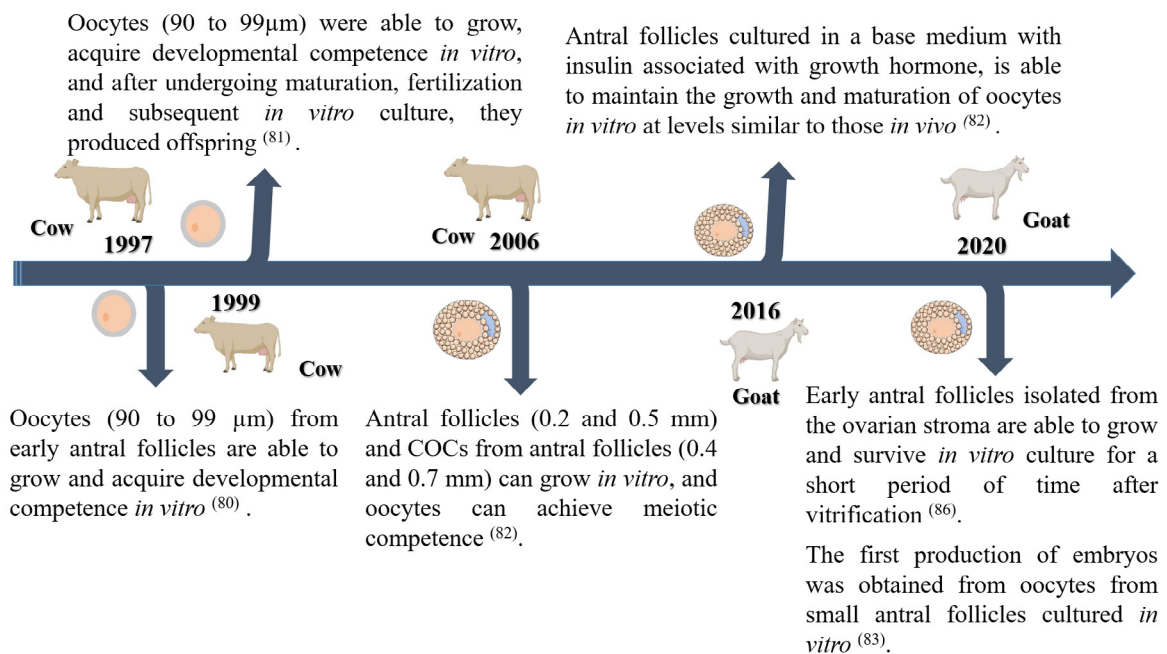 Oocytes (90 to 99μm) were able to grow,
acquire developmental competence in vitro,
and after undergoing maturation, fertilization
and subsequent in vitro culture, they
produced offspring (81) .
Antral follicles cultured in a base medium with
insulin associated with growth hormone, is able
to maintain the growth and maturation of oocytes
in vitro at levels similar to those in vivo (82) .
Cow
1997
Cow
2006
2020
Goat
1999
Cow
2016
Goat
Oocytes (90 to 99 μm) from
early antral follicles are able to
grow and acquire developmental
competence in vitro (80) .
Antral follicles (0.2 and 0.5 mm)
and COCs from antral follicles (0.4
and 0.7 mm) can grow in vitro, and
oocytes can achieve meiotic
competence (82).
Early antral follicles isolated from
the ovarian stroma are able to grow
and survive in vitro culture for a
short period of time after
vitrification (86).
The first production of embryos
was obtained from oocytes from
small antral follicles cultured in
vitro (83).